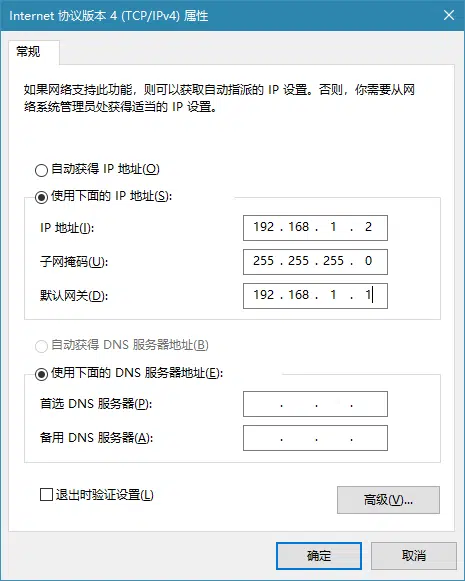 Internet 协议版本 4 (TCP/IPv4) 属性
常规
如果网络支持此功能，则可以获取自动指派的 IP 设置。否则，你需要从网
络系统管理员处获得适当的 IP 设置。
自动获得 IP 地址(O)
使用下面的 IP 地址(S):
IP 地址(I): 192 . 168 . 1 . 2
子网掩码(U): 255 . 255 . 255 . 0
默认网关(D): 192 . 168 . 1 . 1
自动获得 DNS 服务器地址(B)
使用下面的 DNS 服务器地址(E):
首选 DNS 服务器(P): . . .
备用 DNS 服务器(A): . . .
退出时验证设置(L)
高级(V)...
确定 取消